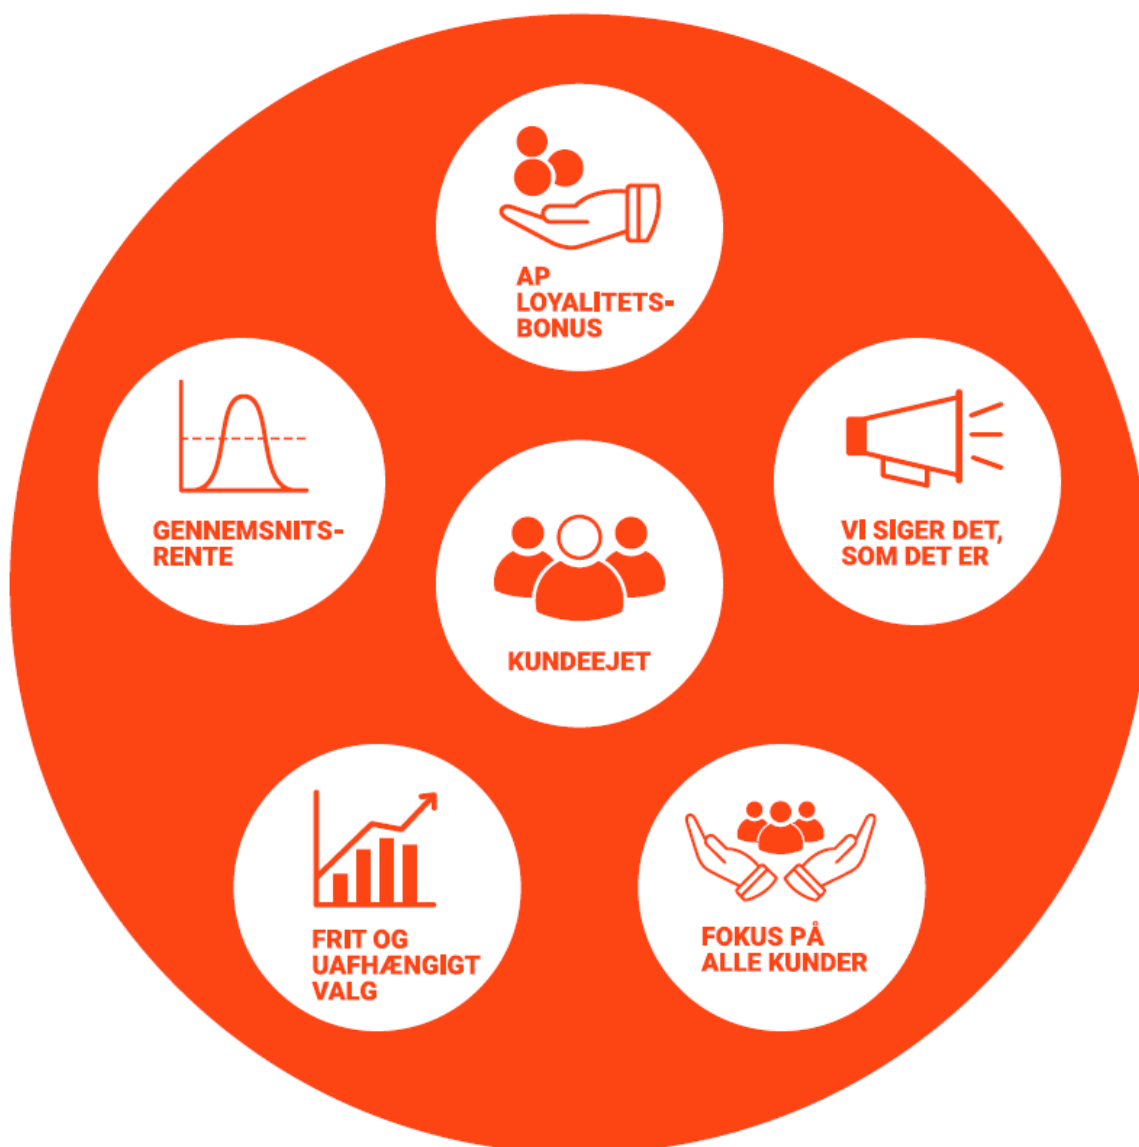 AP
LOYALITETS-
BONUS
GENNEMSNITS-
RENTE
VI SIGER DET,
SOM DET ER
KUNDEEJET
FRIT OG
UAFHÆNGIGT
VALG
FOKUS PÅ
ALLE KUNDER